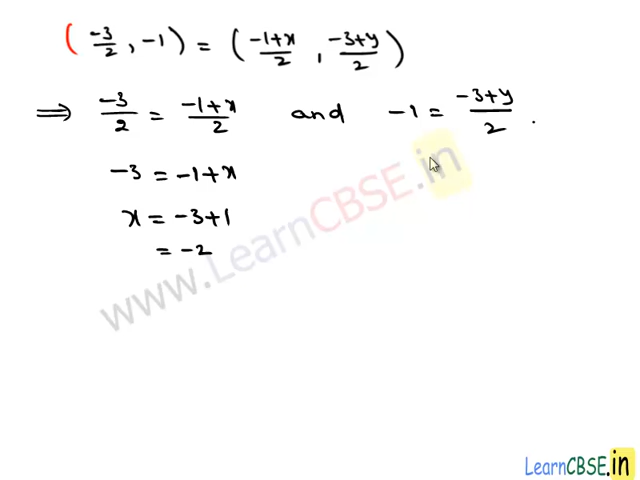 ( -3/2 , -1 ) = ( -1+x/2 , -3+y/2 )
⟹ -3/2 = -1+x/2 and -1 = -3+y/2 .
-3 = -1+x
x = -3+1
= -2
www.LearnCBSE.in
LearnCBSE.in